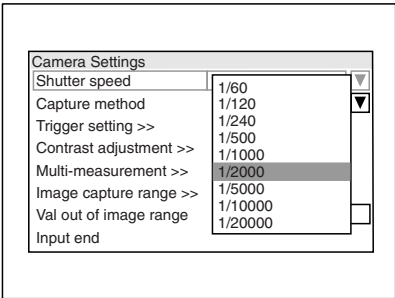 Camera Settings
Shutter speed
1/60
Capture method
1/120
Trigger setting >>
1/240
Contrast adjustment >>
1/500
1/1000
Multi-measurement >>
1/2000
Image capture range >>
1/5000
Val out of image range
1/10000
1/20000
Input end